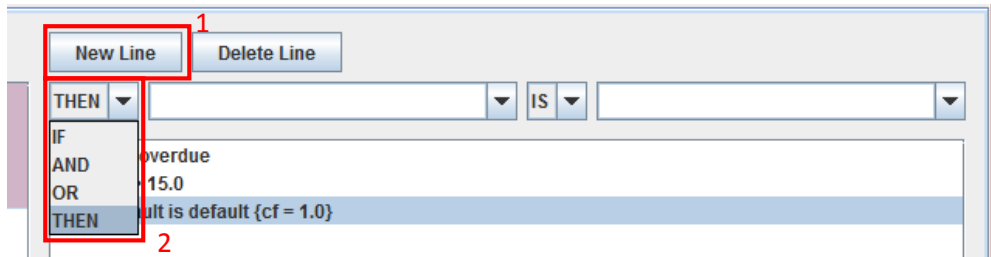 1
New Line Delete Line
THEN IS
IF
AND overdue
OR 15.0
THEN is default {cf = 1.0}
2